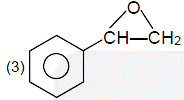 O
(3) CH—CH₂